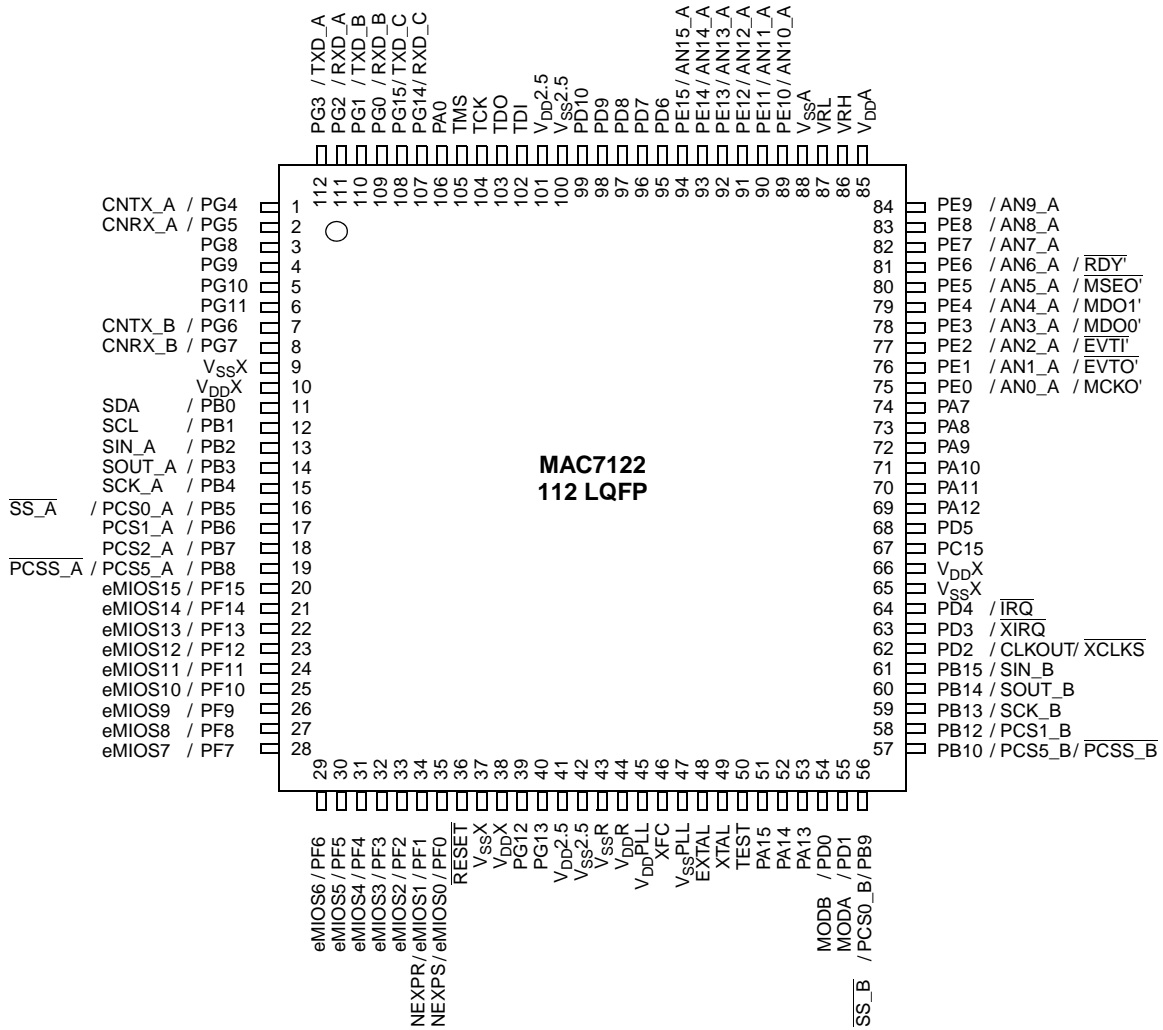 PG3 / TXD_A
PG2 / RXD_A
PG1 / TXD_B
PG0 / RXD_B
PG15/ TXD_C
PG14/ RXD_C
PA0
TMS
TCK
TDO
TDI
VDD2.5
VSS2.5
PD10
PD9
PD8
PD7
PD6
PE15 / AN15_A
PE14 / AN14_A
PE13/ AN13_A
PE12/ AN12_A
PE11 / AN11_A
PE10 / AN10_A
VSSA
VRL
VRH
VDDA
112
111
110
109
108
107
106
105
104
103
102
101
100
99
98
97
96
95
94
93
92
91
90
89
88
87
86
85
CNTX_A / PG4 1
CNRX_A / PG5 2
PG8 3
PG9 4
PG10 5
PG11 6
CNTX_B / PG6 7
CNRX_B / PG7 8
VSSX 9
VDDX 10
SDA / PB0 11
SCL / PB1 12
SIN_A / PB2 13
SOUT_A / PB3 14
SCK_A / PB4 15
SS_A / PCS0_A / PB5 16
PCS1_A / PB6 17
PCS2_A / PB7 18
PCSS_A / PCS5_A / PB8 19
eMIOS15 / PF15 20
eMIOS14 / PF14 21
eMIOS13 / PF13 22
eMIOS12 / PF12 23
eMIOS11 / PF11 24
eMIOS10 / PF10 25
eMIOS9 / PF9 26
eMIOS8 / PF8 27
eMIOS7 / PF7 28
MAC7122
112 LQFP
84 PE9 / AN9_A
83 PE8 / AN8_A
82 PE7 / AN7_A
81 PE6 / AN6_A / RDY'
80 PE5 / AN5_A / MSEO'
79 PE4 / AN4_A / MDO1'
78 PE3 / AN3_A / MDO0'
77 PE2 / AN2_A / EVTI'
76 PE1 / AN1_A / EVTO'
75 PE0 / AN0_A / MCKO'
74 PA7
73 PA8
72 PA9
71 PA10
70 PA11
69 PA12
68 PD5
67 PC15
66 VDDX
65 VSSX
64 PD4 / IRQ
63 PD3 / XIRQ
62 PD2 / CLKOUT/ XCLKS
61 PB15 / SIN_B
60 PB14 / SOUT_B
59 PB13 / SCK_B
58 PB12 / PCS1_B
57 PB10 / PCS5_B/ PCSS_B
29
30
31
32
33
34
35
36
37
38
39
40
41
42
43
44
45
46
47
48
49
50
51
52
53
54
55
56
eMIOS6 / PF6
eMIOS5 / PF5
eMIOS4 / PF4
eMIOS3 / PF3
eMIOS2 / PF2
NEXPR / eMIOS1 / PF1
NEXPS / eMIOS0 / PF0
RESET
VSSX
VDDX
PG12
PG13
VDD2.5
VSS2.5
VSSR
VDDR
VDDPLL
XFC
VSSPLL
EXTAL
XTAL
TEST
PA15
PA14
PA13
MODB / PD0
MODA / PD1
SS_B / PCS0_B / PB9